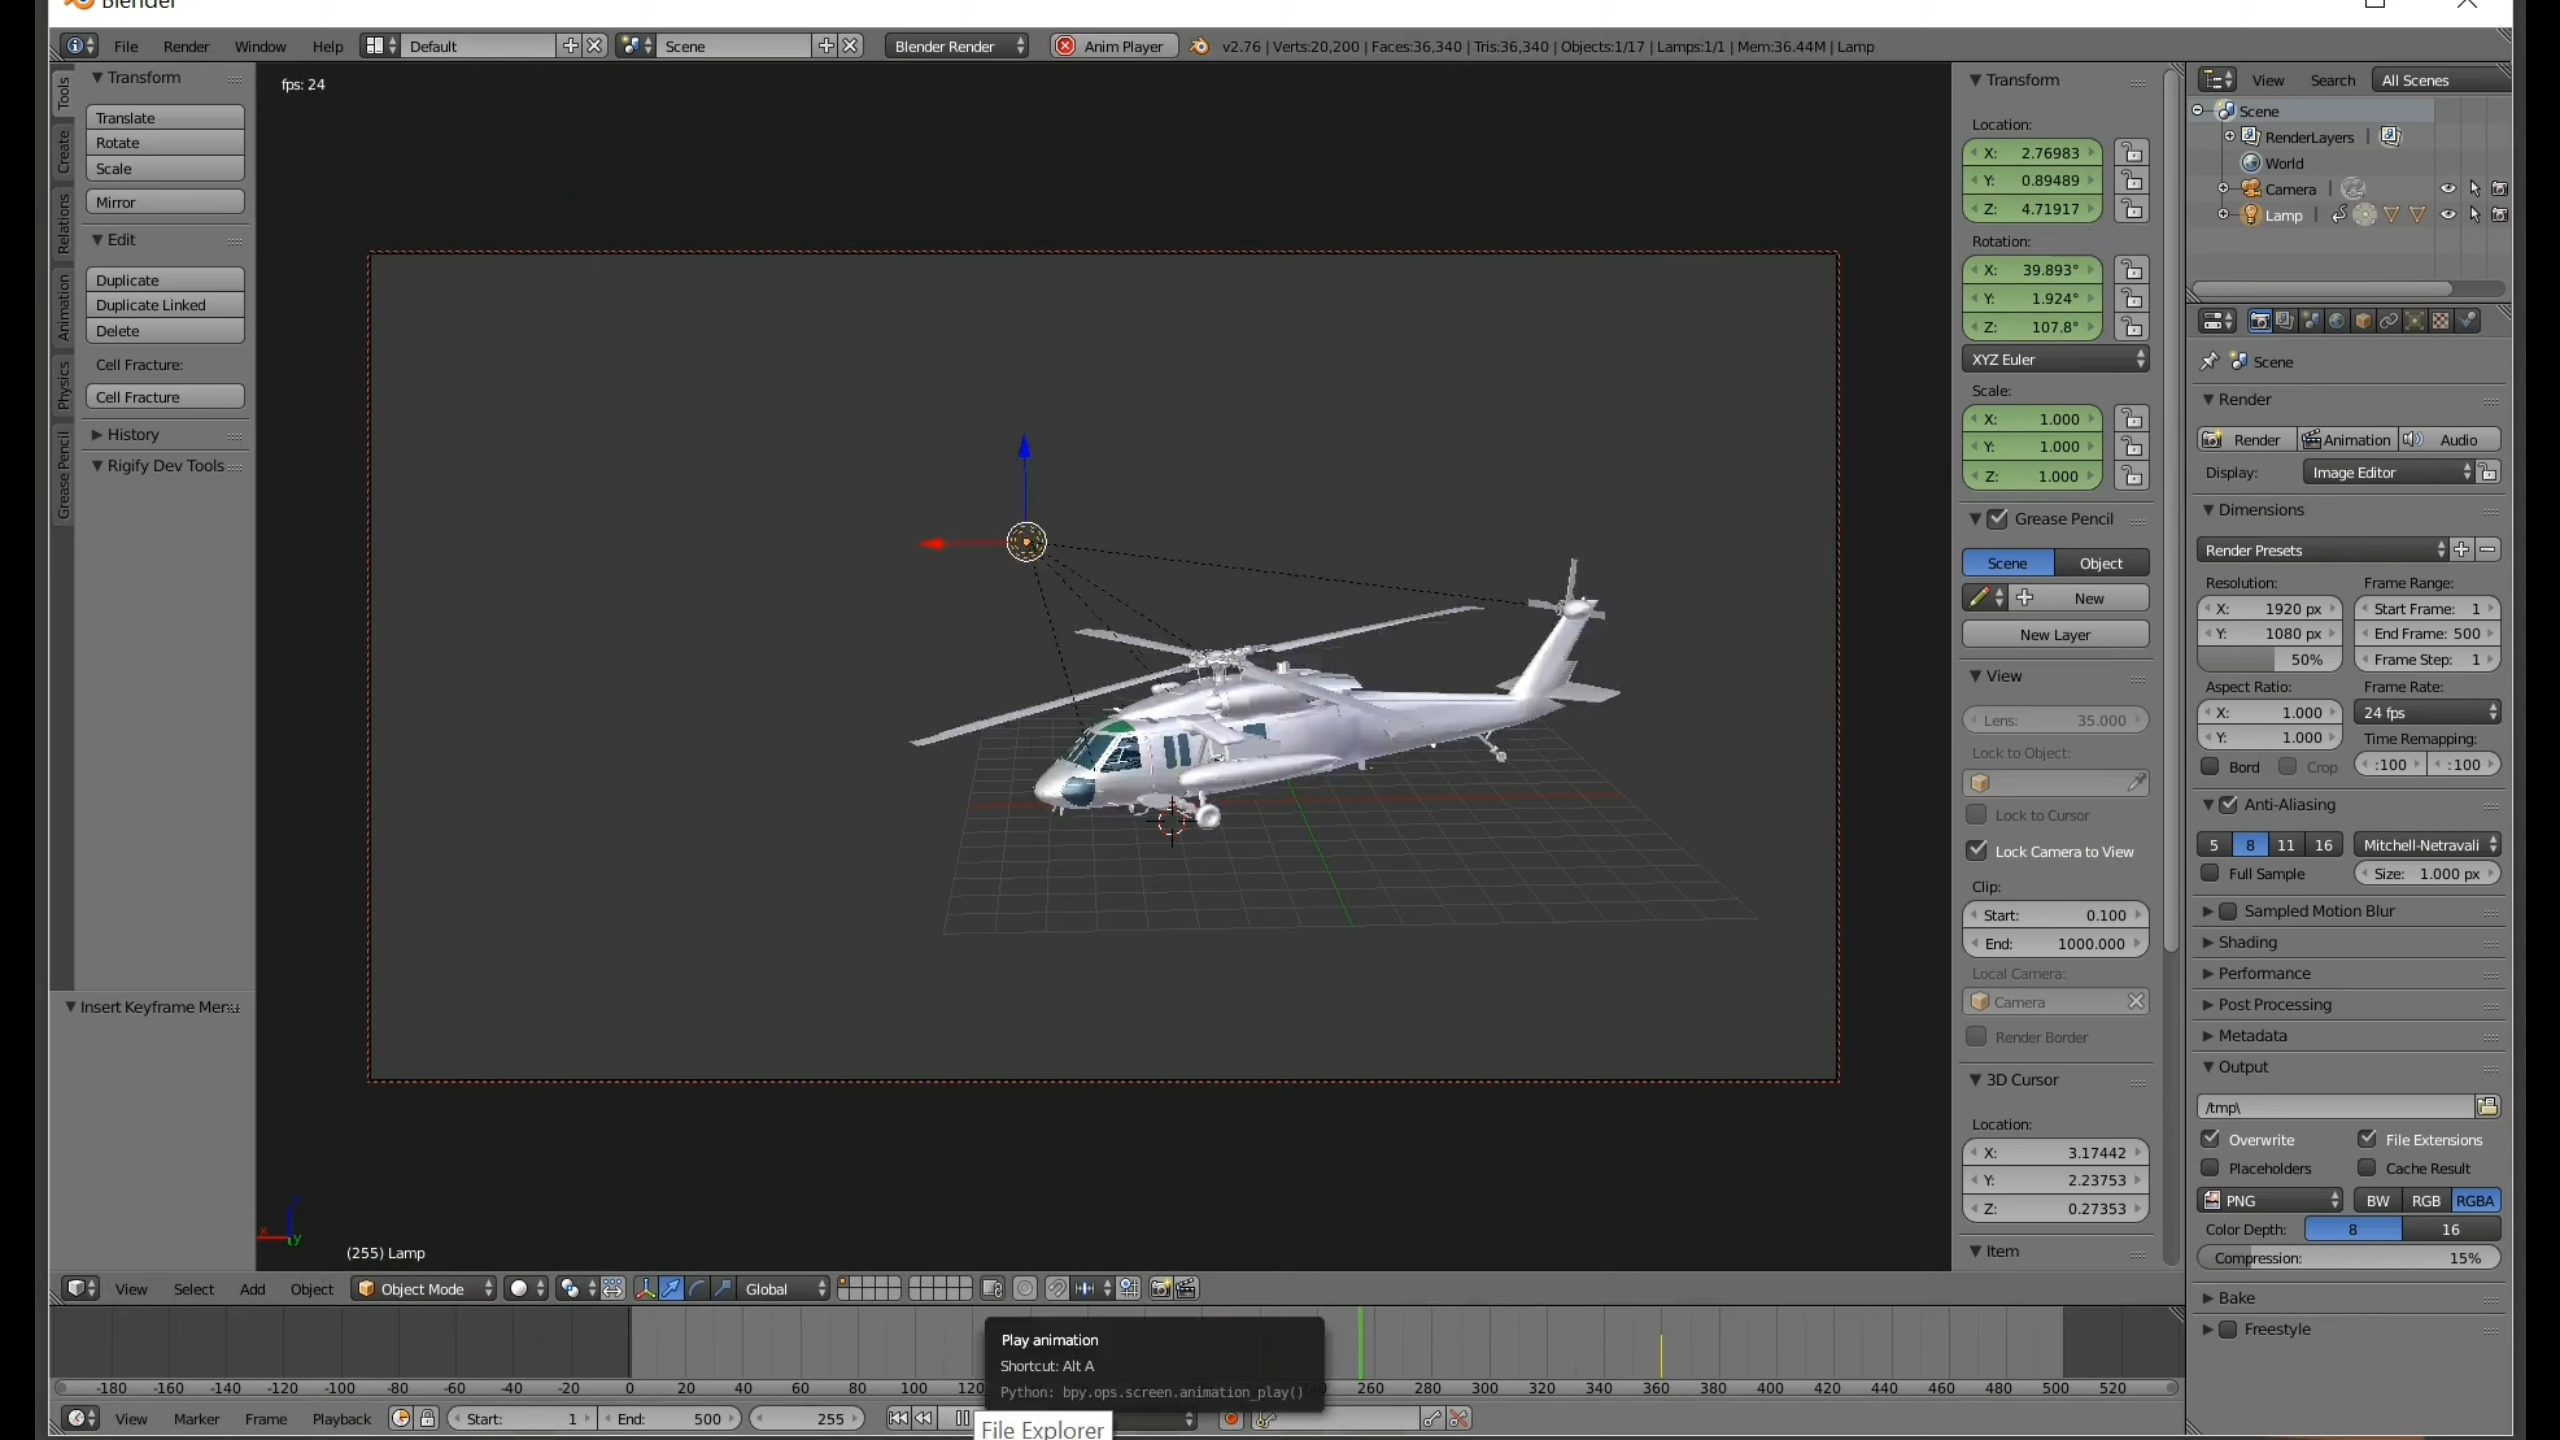 Blender
File Render Window Help Default Scene Blender Render Anim Player v2.76 | Verts:20,200 | Faces:36,340 | Tris:36,340 | Objects:1/17 | Lamps:1/1 | Mem:36.44M | Lamp
Tools
Create
Relations
Animation
Physics
Grease Pencil
Transform
Translate
Rotate
Scale
Mirror
Edit
Duplicate
Duplicate Linked
Delete
Cell Fracture:
Cell Fracture
History
Rigify Dev Tools
Insert Keyframe Menu
fps: 24
x
y
(255) Lamp
Transform
Location:
X: 2.76983
Y: 0.89489
Z: 4.71917
Rotation:
X: 39.893°
Y: 1.924°
Z: 107.8°
XYZ Euler
Scale:
X: 1.000
Y: 1.000
Z: 1.000
Grease Pencil
Scene Object
New
New Layer
View
Lens: 35.000
Lock to Object:
Lock to Cursor
Lock Camera to View
Clip:
Start: 0.100
End: 1000.000
Local Camera:
Camera
Render Border
3D Cursor
Location:
X: 3.17442
Y: 2.23753
Z: 0.27353
Item
View Search All Scenes
Scene
RenderLayers |
World
Camera |
Lamp |
Scene
Render
Render Animation Audio
Display: Image Editor
Dimensions
Render Presets
Resolution: Frame Range:
X: 1920 px Start Frame: 1
Y: 1080 px End Frame: 500
50% Frame Step: 1
Aspect Ratio: Frame Rate:
X: 1.000 24 fps
Y: 1.000 Time Remapping:
Bord Crop :100 :100
Anti-Aliasing
5 8 11 16 Mitchell-Netravali
Full Sample Size: 1.000 px
Sampled Motion Blur
Shading
Performance
Post Processing
Metadata
Output
/tmp\
Overwrite File Extensions
Placeholders Cache Result
PNG BW RGB RGBA
Color Depth: 8 16
Compression: 15%
Bake
Freestyle
View Select Add Object Object Mode Global
Play animation
Shortcut: Alt A
Python: bpy.ops.screen.animation_play()
-180 -160 -140 -120 -100 -80 -60 -40 -20 0 20 40 60 80 100 260 280 300 320 340 360 380 400 420 440 460 480 500 520
View Marker Frame Playback Start: 1 End: 500 255
File Explorer